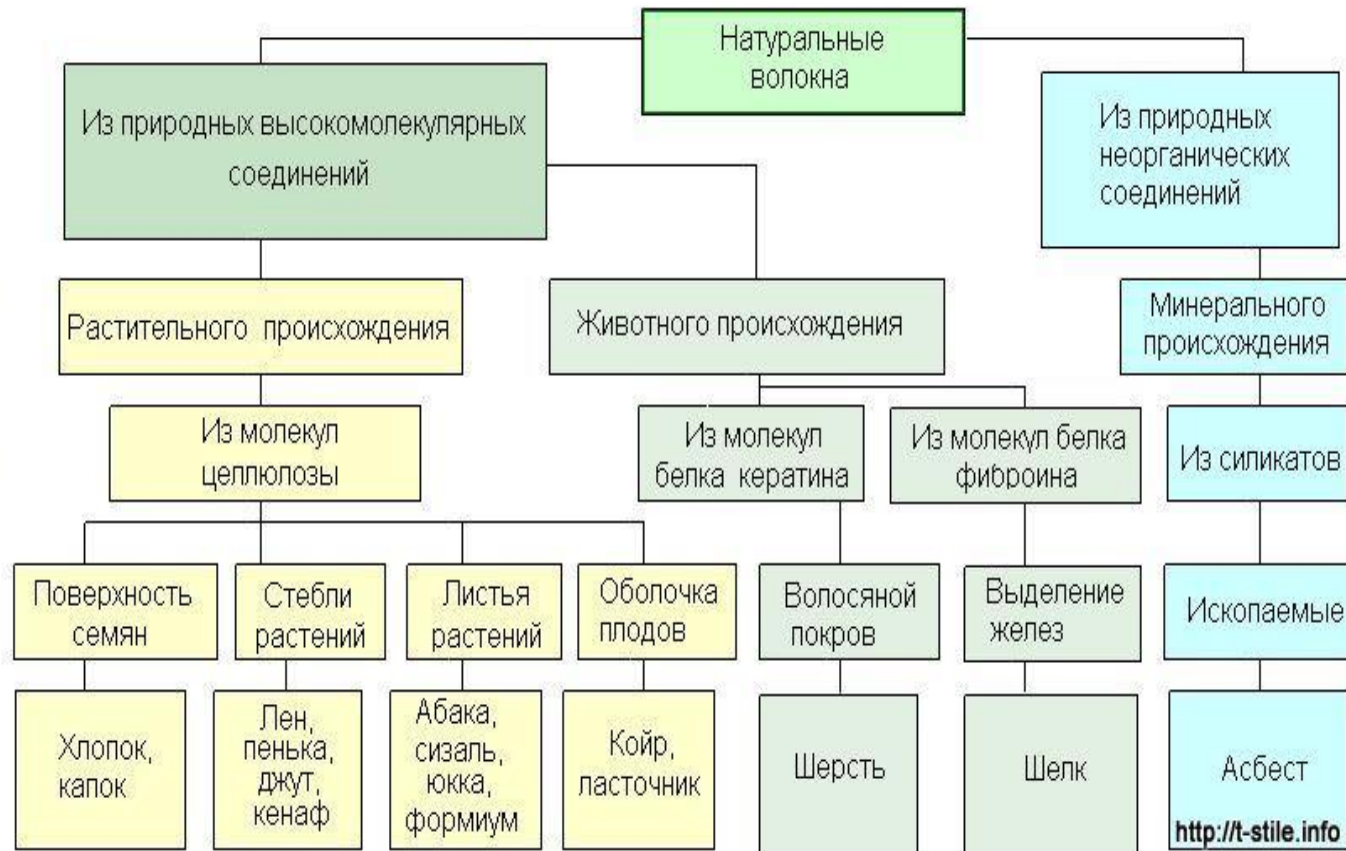 Натуральные
волокна
Из природных высокомолекулярных
соединений
Из природных
неорганических
соединений
Растительного происхождения
Животного происхождения
Минерального
происхождения
Из молекул
целлюлозы
Из молекул
белка кератина
Из молекул белка
фиброина
Из силикатов
Поверхность
семян
Стебли
растений
Листья
растений
Оболочка
плодов
Волосяной
покров
Выделение
желез
Ископаемые
Хлопок,
капок
Лен,
пенька,
джут,
кенаф
Абака,
сизаль,
юкка,
формиум
Койр,
ласточник
Шерсть
Шелк
Асбест
http://t-stile.info